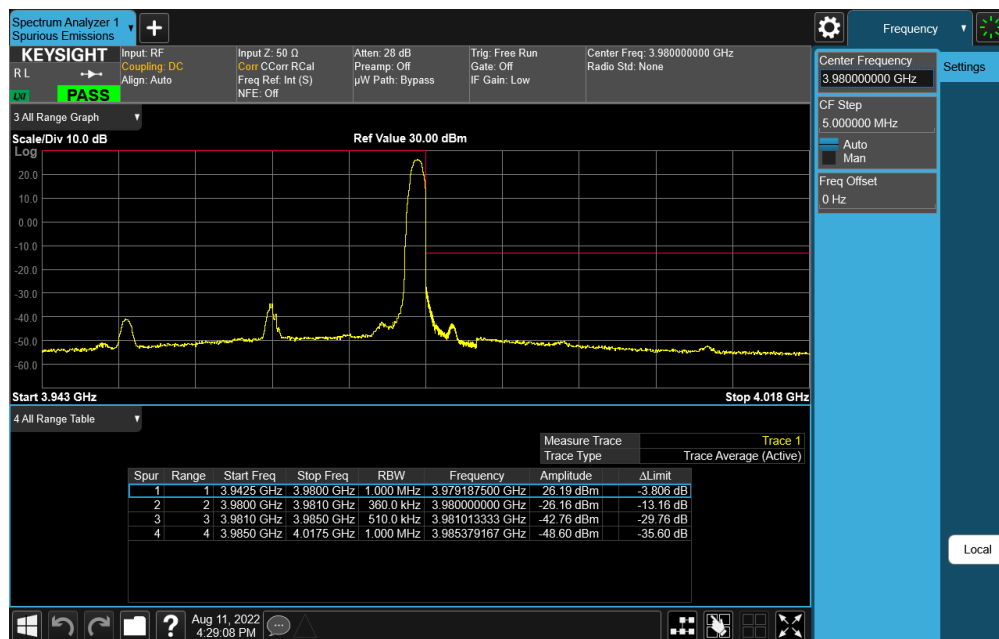 Spectrum Analyzer 1
Spurious Emissions
Frequency
KEYSIGHT
R L
LXI
PASS
Input: RF
Coupling: DC
Align: Auto
Input Z: 50 Ω
Corr CCorr RCal
Freq Ref: Int (S)
NFE: Off
Atten: 28 dB
Preamp: Off
µW Path: Bypass
Trig: Free Run
Gate: Off
IF Gain: Low
Center Freq: 3.980000000 GHz
Radio Std: None
Center Frequency
3.980000000 GHz
Settings
CF Step
5.000000 MHz
Auto
Man
Freq Offset
0 Hz
3 All Range Graph
Scale/Div 10.0 dB
Ref Value 30.00 dBm
Log
20.0
10.0
0.00
-10.0
-20.0
-30.0
-40.0
-50.0
-60.0
Start 3.943 GHz
Stop 4.018 GHz
4 All Range Table
Measure Trace Trace 1
Trace Type Trace Average (Active)
Spur Range Start Freq Stop Freq RBW Frequency Amplitude ΔLimit
1 1 3.9425 GHz 3.9800 GHz 1.000 MHz 3.979187500 GHz 26.19 dBm -3.806 dB
2 2 3.9800 GHz 3.9810 GHz 360.0 kHz 3.980000000 GHz -26.16 dBm -13.16 dB
3 3 3.9810 GHz 3.9850 GHz 510.0 kHz 3.981013333 GHz -42.76 dBm -29.76 dB
4 4 3.9850 GHz 4.0175 GHz 1.000 MHz 3.985379167 GHz -48.60 dBm -35.60 dB
Local
?
Aug 11, 2022
4:29:08 PM